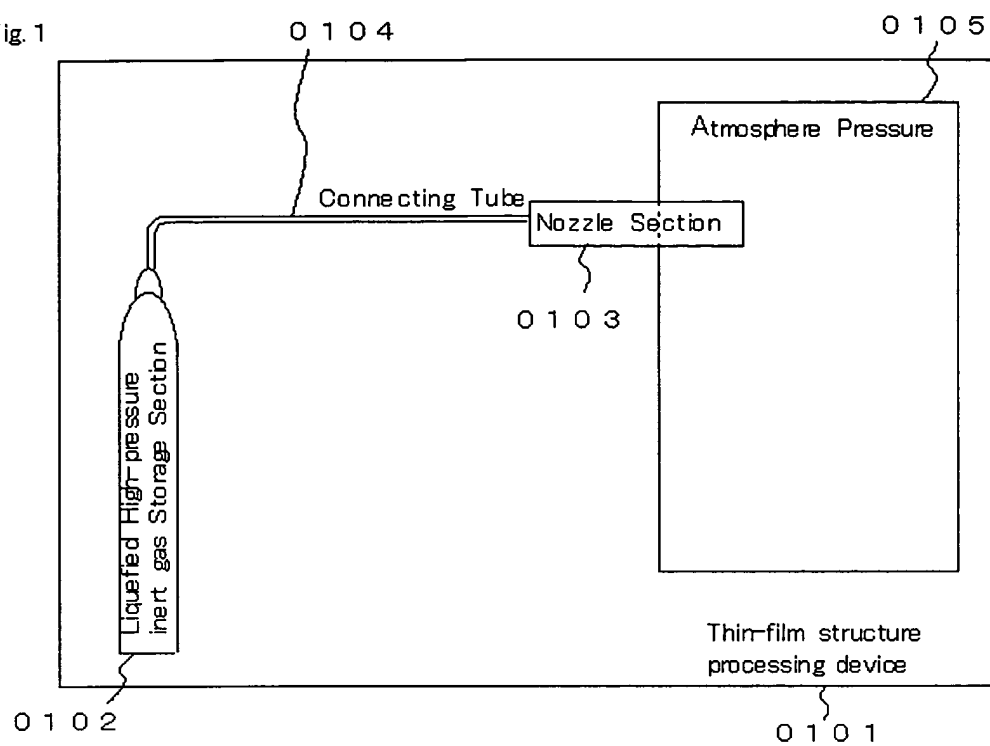 ig. 1
0104
0105
Atmosphere Pressure
Connecting Tube
Nozzle Section
0103
Liquefied High-pressure
inert gas Storage Section
Thin-film structure
processing device
0102
0101